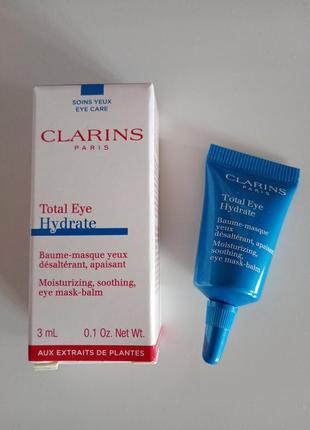 SOINS YEUX
EYE CARE
CLARINS
PARIS
Total Eye
Hydrate
Baume-masque yeux
désaltérant, apaisant
Moisturizing, soothing,
eye mask-balm
3 mL 0.1 Oz. Net Wt.
AUX EXTRAITS DE PLANTES
CLARINS
PARIS
Total Eye
Hydrate
Baume-masque
yeux
désaltérant, apaisant
Moisturizing,
soothing,
eye mask-balm